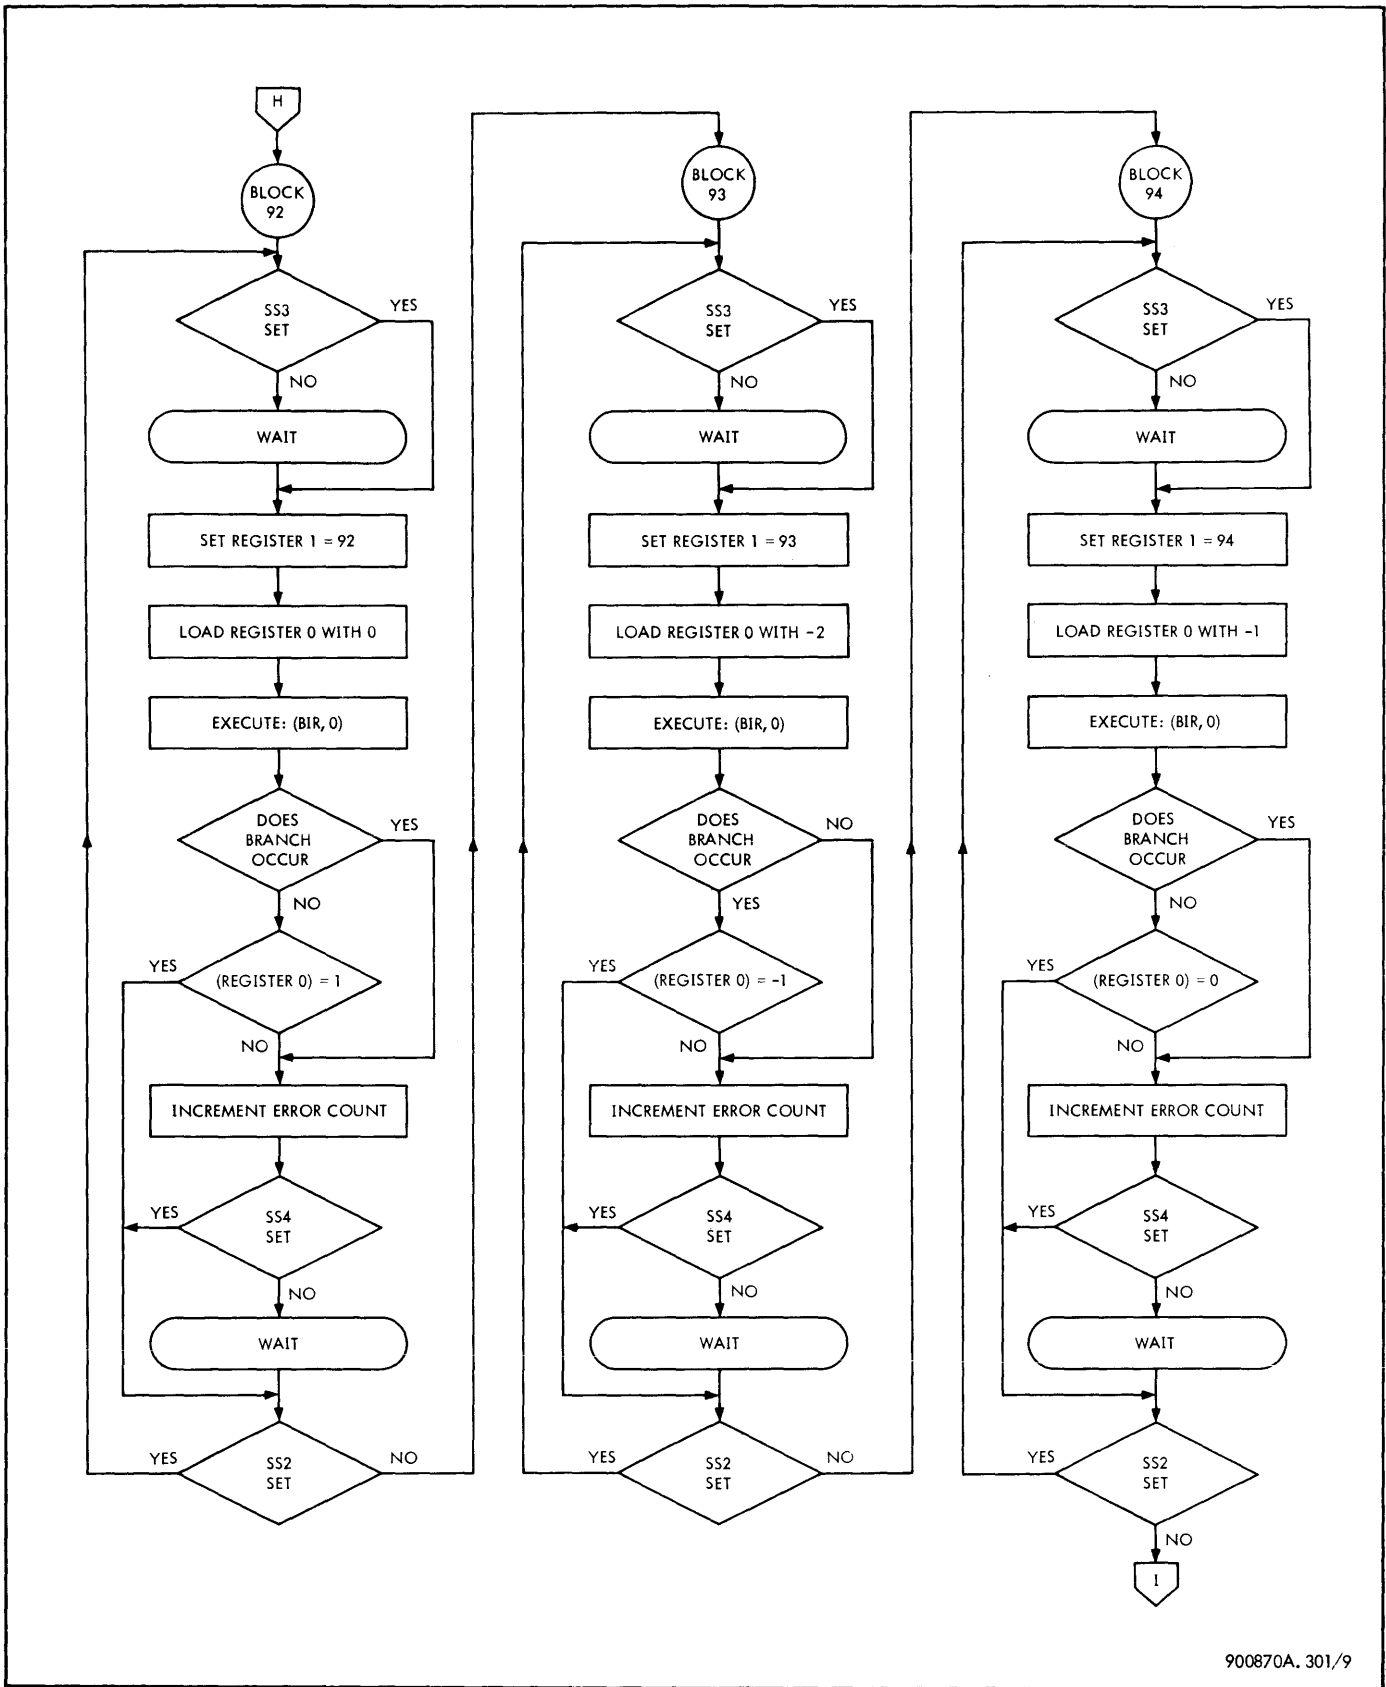 H
BLOCK
92
SS3
SET
YES
NO
WAIT
SET REGISTER 1 = 92
LOAD REGISTER 0 WITH 0
EXECUTE: (BIR, 0)
DOES
BRANCH
OCCUR
YES
NO
YES
(REGISTER 0) = 1
NO
INCREMENT ERROR COUNT
YES
SS4
SET
NO
WAIT
YES
SS2
SET
NO
BLOCK
93
SS3
SET
YES
NO
WAIT
SET REGISTER 1 = 93
LOAD REGISTER 0 WITH -2
EXECUTE: (BIR, 0)
DOES
BRANCH
OCCUR
NO
YES
YES
(REGISTER 0) = -1
NO
INCREMENT ERROR COUNT
YES
SS4
SET
NO
WAIT
YES
SS2
SET
NO
BLOCK
94
SS3
SET
YES
NO
WAIT
SET REGISTER 1 = 94
LOAD REGISTER 0 WITH -1
EXECUTE: (BIR, 0)
DOES
BRANCH
OCCUR
YES
NO
YES
(REGISTER 0) = 0
NO
INCREMENT ERROR COUNT
YES
SS4
SET
NO
WAIT
YES
SS2
SET
NO
I
900870A. 301/9